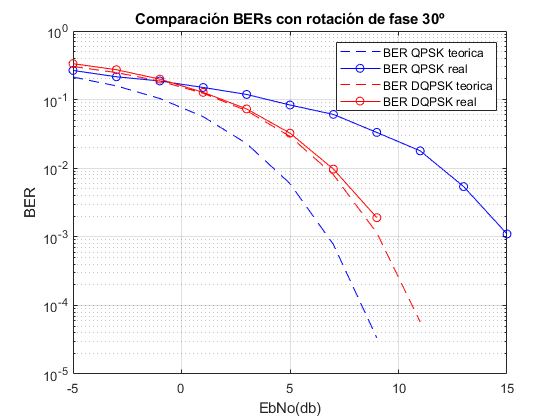 Comparación BERs con rotación de fase 30º
10^0
10^-1
10^-2
10^-3
10^-4
10^-5
BER
BER QPSK teorica
BER QPSK real
BER DQPSK teorica
BER DQPSK real
-5
0
5
10
15
EbNo(db)